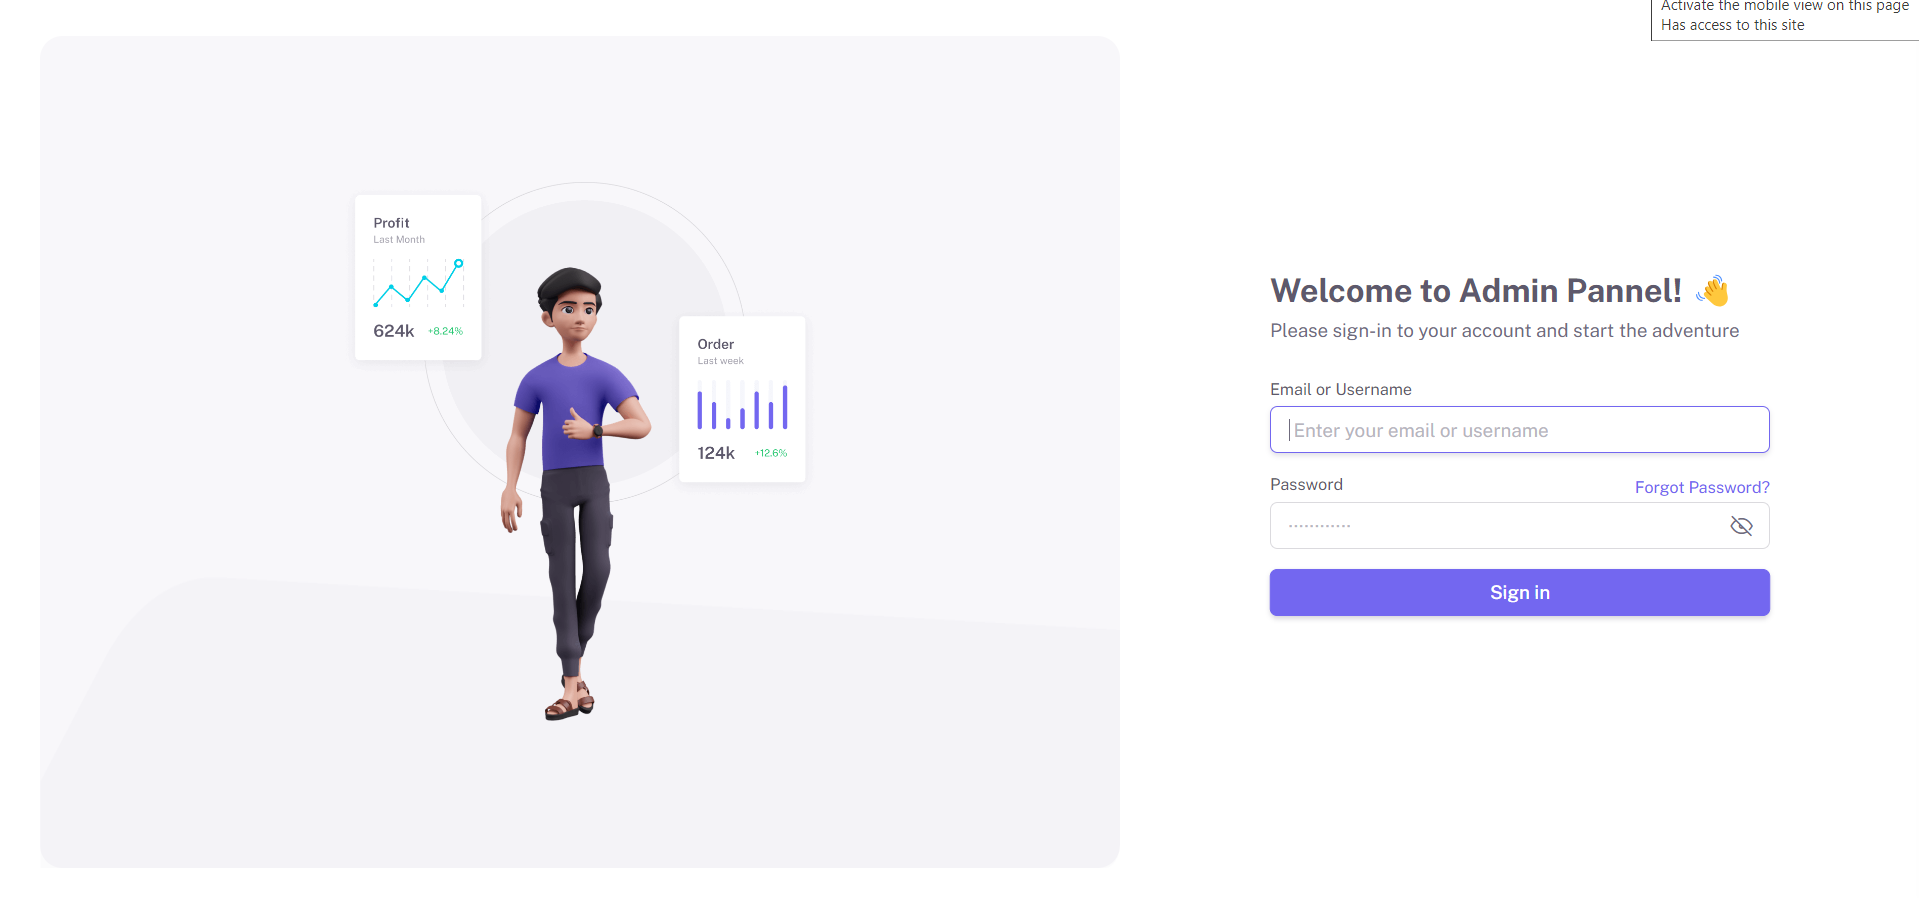 Activate the mobile view on this page
Has access to this site
Profit
Last Month
624k +8.24%
Order
Last week
124k +12.6%
Welcome to Admin Pannel! 👋
Please sign-in to your account and start the adventure
Email or Username
Enter your email or username
Password Forgot Password?
············
Sign in